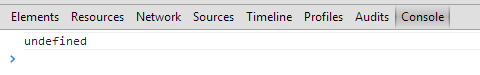 Elements Resources Network Sources Timeline Profiles Audits Console
undefined
>